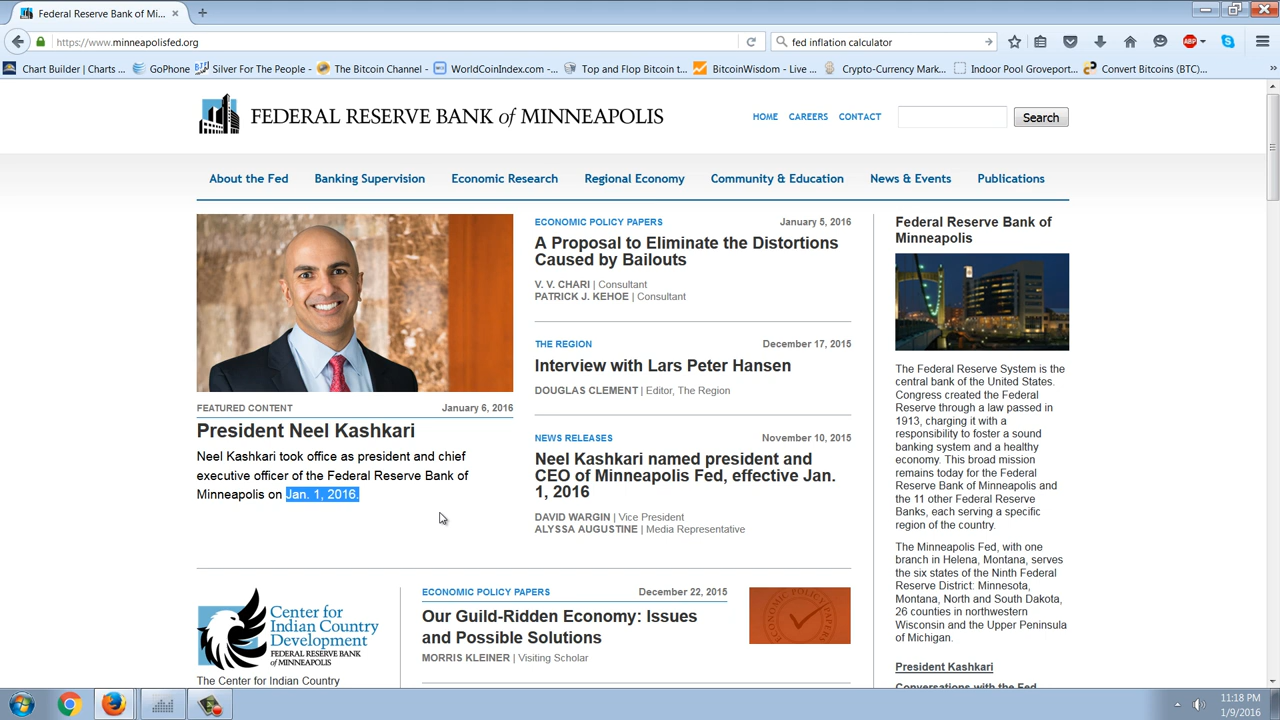 Federal Reserve Bank of Mi...
https://www.minneapolisfed.org
fed inflation calculator
ABP
Chart Builder | Charts ...
GoPhone
Silver For The People - ...
The Bitcoin Channel - ...
WorldCoinIndex.com -...
Top and Flop Bitcoin t...
BitcoinWisdom - Live ...
Crypto-Currency Mark...
Indoor Pool Groveport...
Convert Bitcoins (BTC)...
FEDERAL RESERVE BANK of MINNEAPOLIS
HOME CAREERS CONTACT
Search
About the Fed
Banking Supervision
Economic Research
Regional Economy
Community & Education
News & Events
Publications
FEATURED CONTENT January 6, 2016
President Neel Kashkari
Neel Kashkari took office as president and chief
executive officer of the Federal Reserve Bank of
Minneapolis on Jan. 1, 2016.
ECONOMIC POLICY PAPERS January 5, 2016
A Proposal to Eliminate the Distortions
Caused by Bailouts
V. V. CHARI | Consultant
PATRICK J. KEHOE | Consultant
THE REGION December 17, 2015
Interview with Lars Peter Hansen
DOUGLAS CLEMENT | Editor, The Region
NEWS RELEASES November 10, 2015
Neel Kashkari named president and
CEO of Minneapolis Fed, effective Jan.
1, 2016
DAVID WARGIN | Vice President
ALYSSA AUGUSTINE | Media Representative
Federal Reserve Bank of
Minneapolis
The Federal Reserve System is the
central bank of the United States.
Congress created the Federal
Reserve through a law passed in
1913, charging it with a
responsibility to foster a sound
banking system and a healthy
economy. This broad mission
remains today for the Federal
Reserve Bank of Minneapolis and
the 11 other Federal Reserve
Banks, each serving a specific
region of the country.
The Minneapolis Fed, with one
branch in Helena, Montana, serves
the six states of the Ninth Federal
Reserve District: Minnesota,
Montana, North and South Dakota,
26 counties in northwestern
Wisconsin and the Upper Peninsula
of Michigan.
President Kashkari
Conversations with the Fed
Center for
Indian Country
Development
FEDERAL RESERVE BANK
of MINNEAPOLIS
The Center for Indian Country
ECONOMIC POLICY PAPERS December 22, 2015
Our Guild-Ridden Economy: Issues
and Possible Solutions
MORRIS KLEINER | Visiting Scholar
11:18 PM
1/9/2016